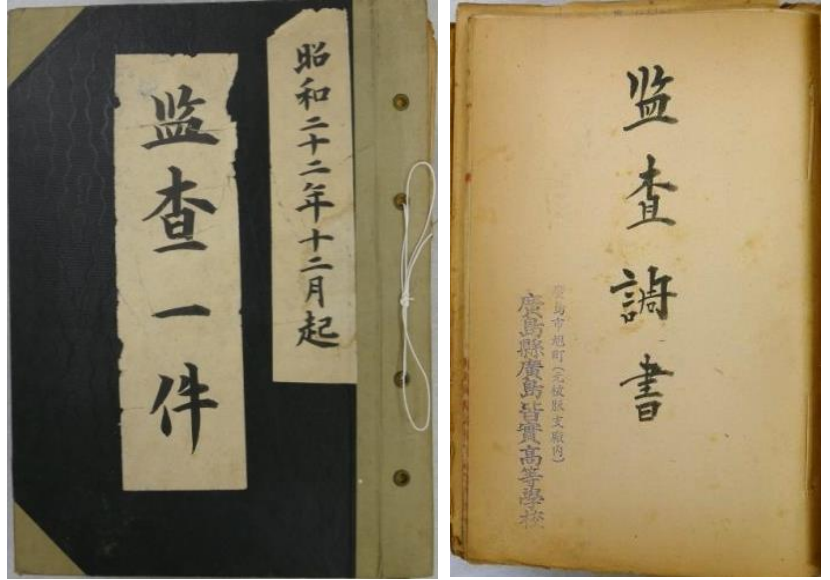 昭和二十二年十二月起
监查一件
监查調書
廣島市旭町(元被服支廠内)
廣島縣廣島皆實高等學校